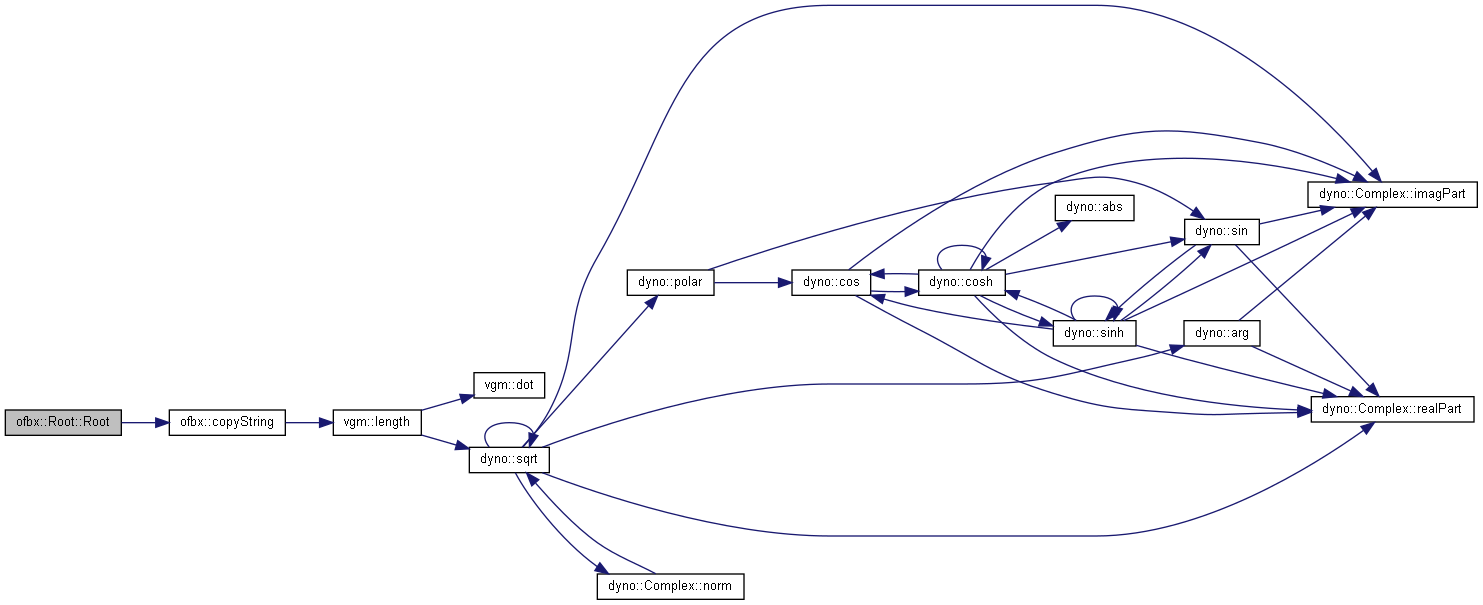 ofbx::Root::Root
ofbx::copyString
vgm::length
vgm::dot
dyno::sqrt
dyno::polar
dyno::Complex::norm
dyno::cos
dyno::cosh
dyno::abs
dyno::sinh
dyno::sin
dyno::arg
dyno::Complex::imagPart
dyno::Complex::realPart